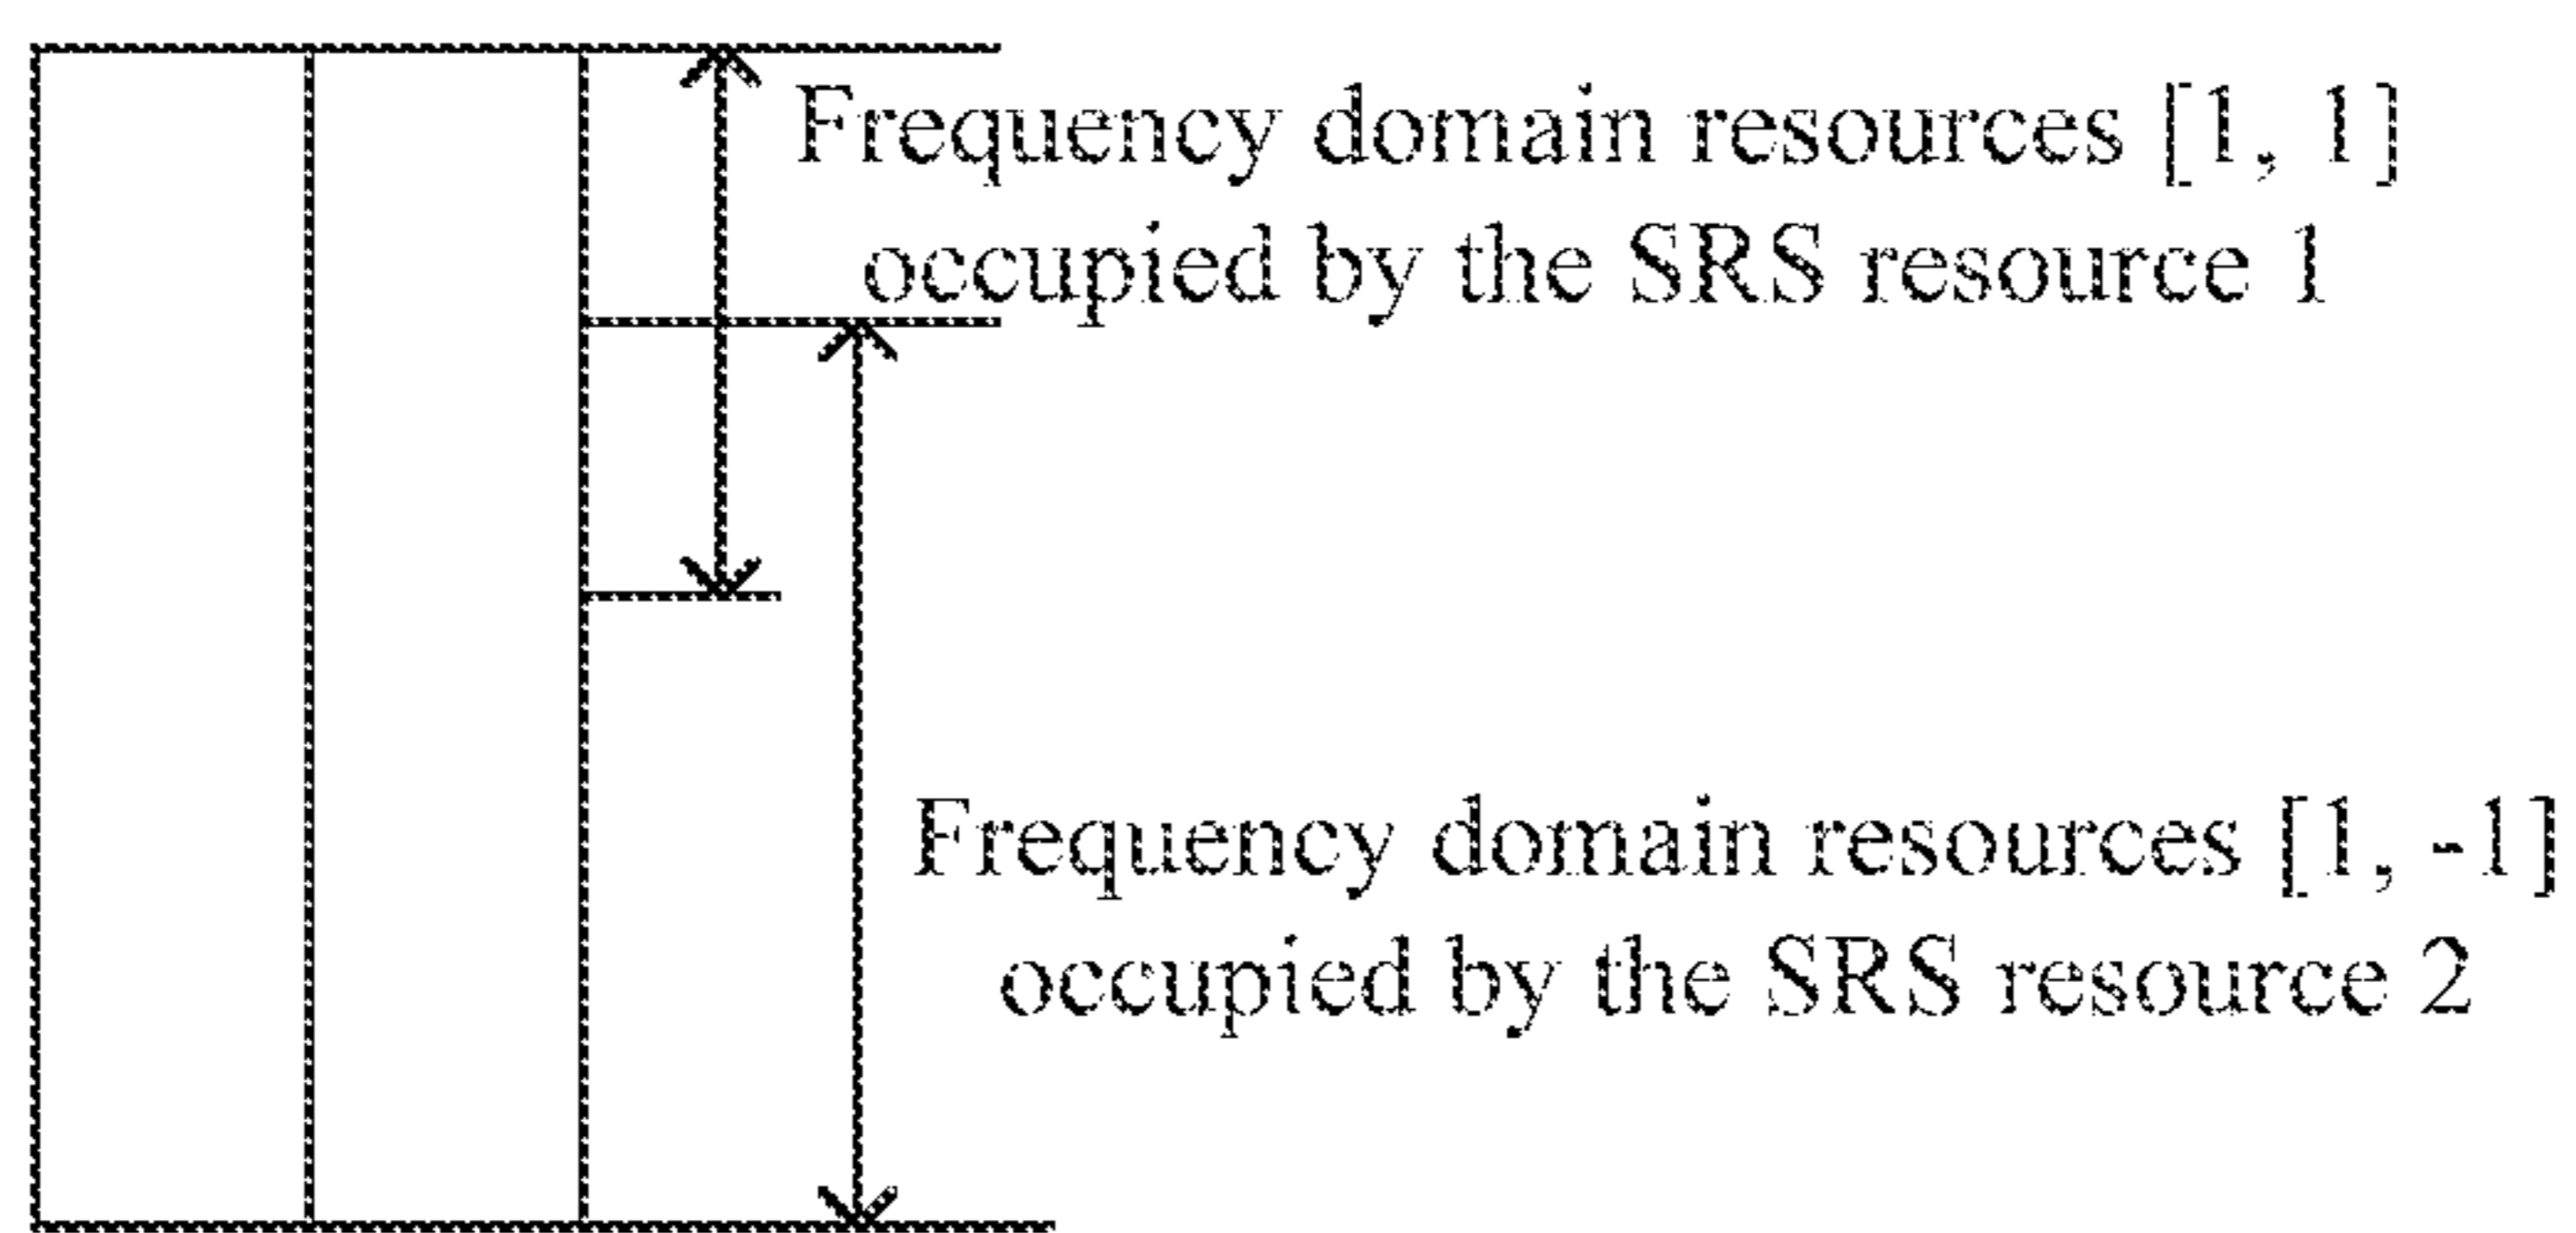 Frequency domain resources [1, 1]
occupied by the SRS resource 1
Frequency domain resources [1, -1]
occupied by the SRS resource 2